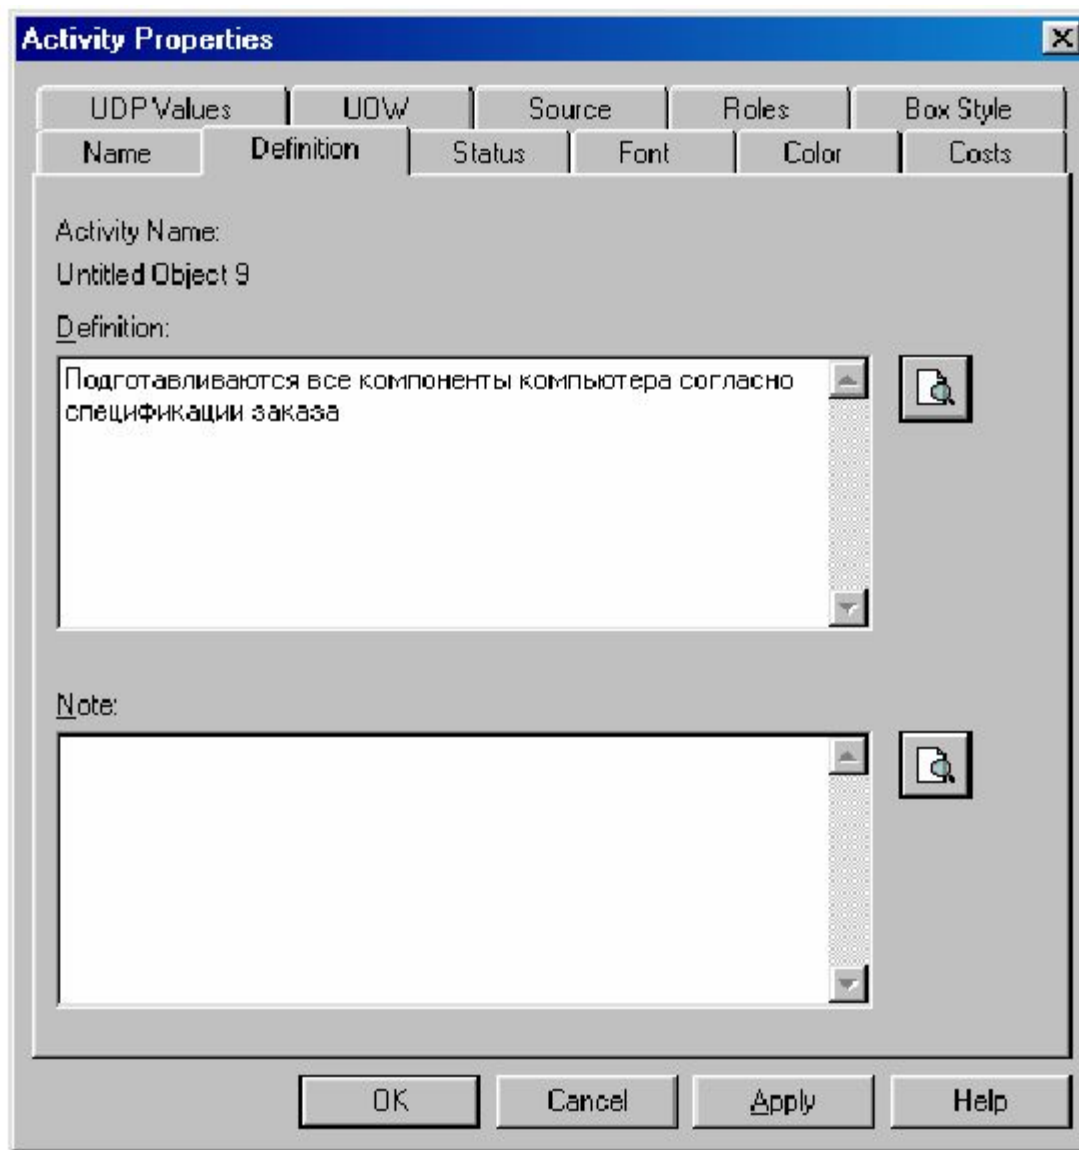 Activity Properties
UDP Values UOW Source Roles Box Style
Name Definition Status Font Color Costs
Activity Name:
Untitled Object 9
Definition:
Подготавливаются все компоненты компьютера согласно
спецификации заказа
Note:
OK Cancel Apply Help